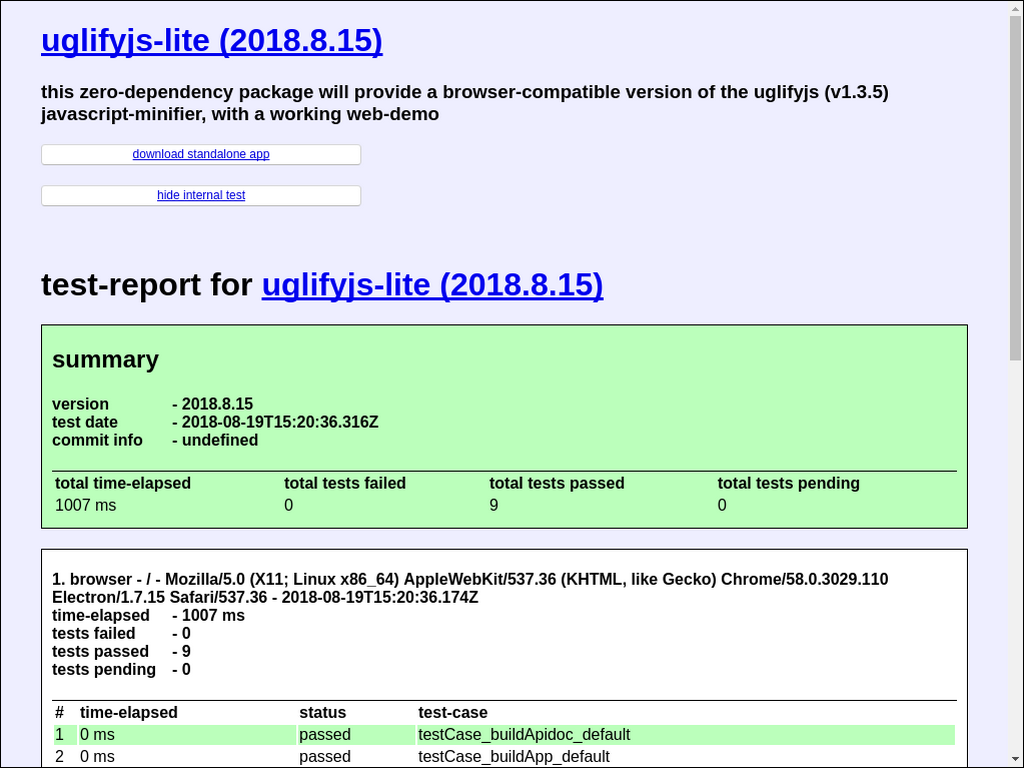 uglifyjs-lite (2018.8.15)
this zero-dependency package will provide a browser-compatible version of the uglifyjs (v1.3.5)
javascript-minifier, with a working web-demo
download standalone app
hide internal test
test-report for uglifyjs-lite (2018.8.15)
summary
version - 2018.8.15
test date - 2018-08-19T15:20:36.316Z
commit info - undefined
total time-elapsed total tests failed total tests passed total tests pending
1007 ms 0 9 0
1. browser - / - Mozilla/5.0 (X11; Linux x86_64) AppleWebKit/537.36 (KHTML, like Gecko) Chrome/58.0.3029.110
Electron/1.7.15 Safari/537.36 - 2018-08-19T15:20:36.174Z
time-elapsed - 1007 ms
tests failed - 0
tests passed - 9
tests pending - 0
# time-elapsed status test-case
1 0 ms passed testCase_buildApidoc_default
2 0 ms passed testCase_buildApp_default